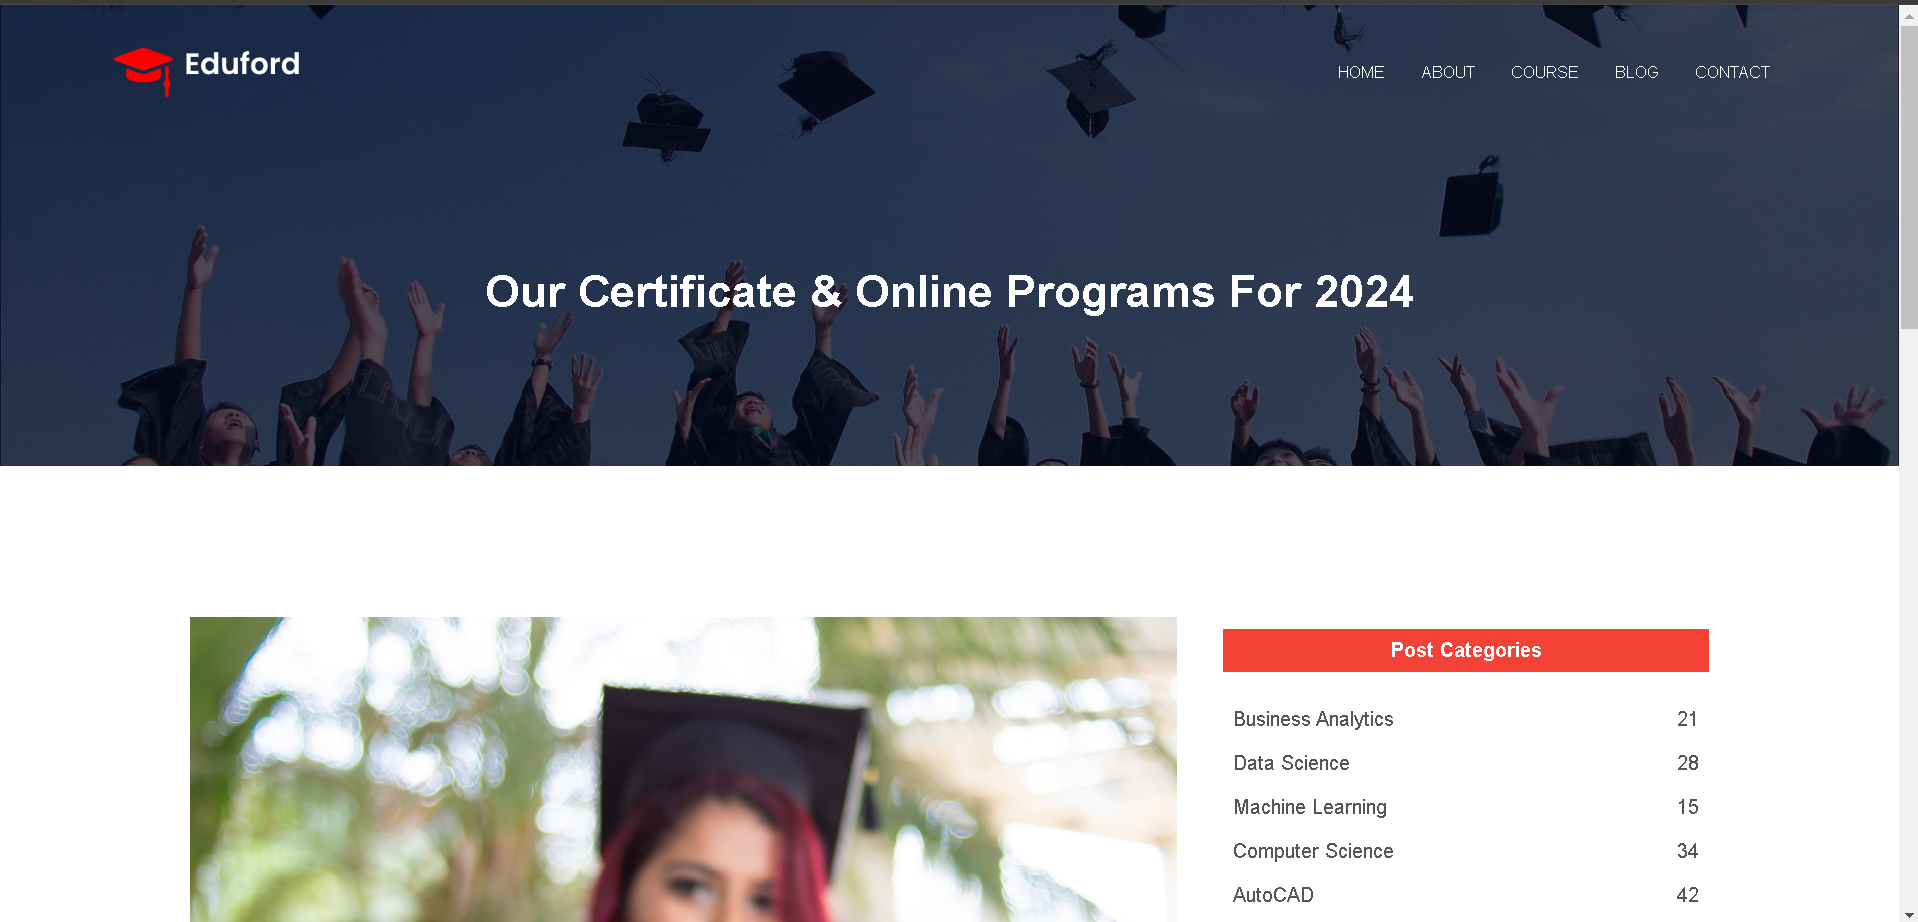 Eduford
HOME ABOUT COURSE BLOG CONTACT
Our Certificate & Online Programs For 2024
Post Categories
Business Analytics 21
Data Science 28
Machine Learning 15
Computer Science 34
AutoCAD 42